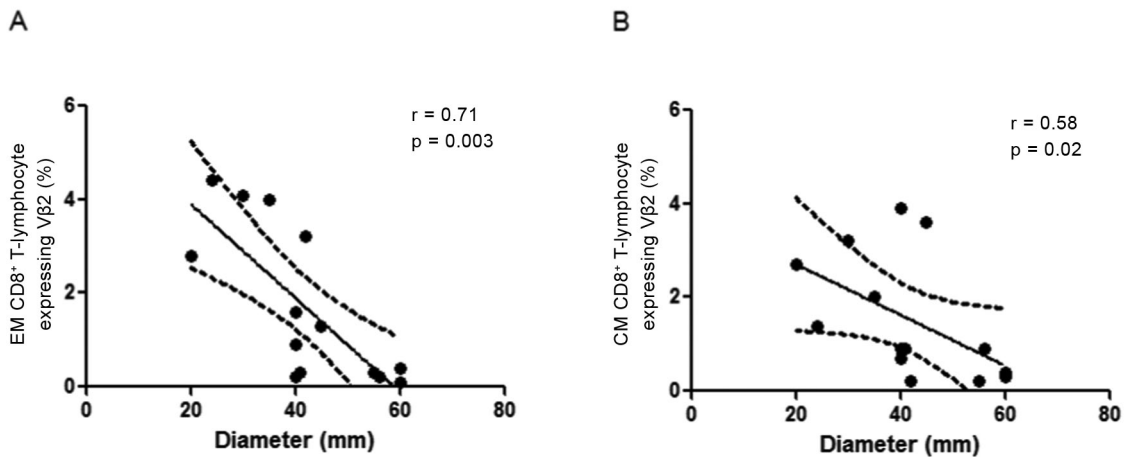 A
EM CD8⁺ T-lymphocyte
expressing Vβ2 (%)
6
4
2
0
r = 0.71
p = 0.003
0 20 40 60 80
Diameter (mm)
B
CM CD8⁺ T-lymphocyte
expressing Vβ2 (%)
6
4
2
0
r = 0.58
p = 0.02
0 20 40 60 80
Diameter (mm)